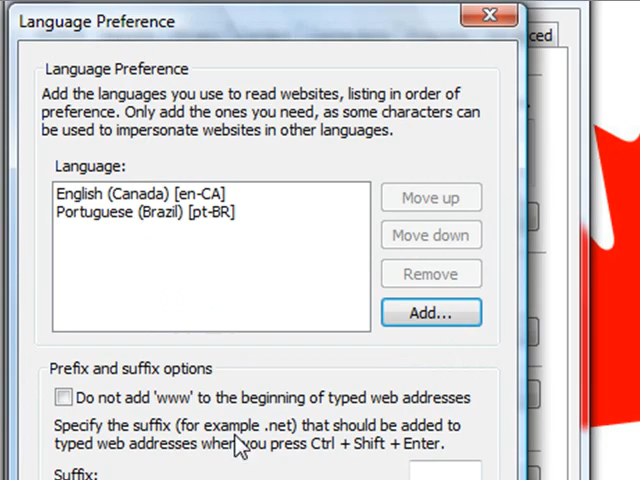 Language Preference
ced
Language Preference
Add the languages you use to read websites, listing in order of
preference. Only add the ones you need, as some characters can
be used to impersonate websites in other languages.
Language:
English (Canada) [en-CA]
Portuguese (Brazil) [pt-BR]
Move up
Move down
Remove
Add...
Prefix and suffix options
Do not add 'www' to the beginning of typed web addresses
Specify the suffix (for example .net) that should be added to
typed web addresses when you press Ctrl + Shift + Enter.
Suffix: